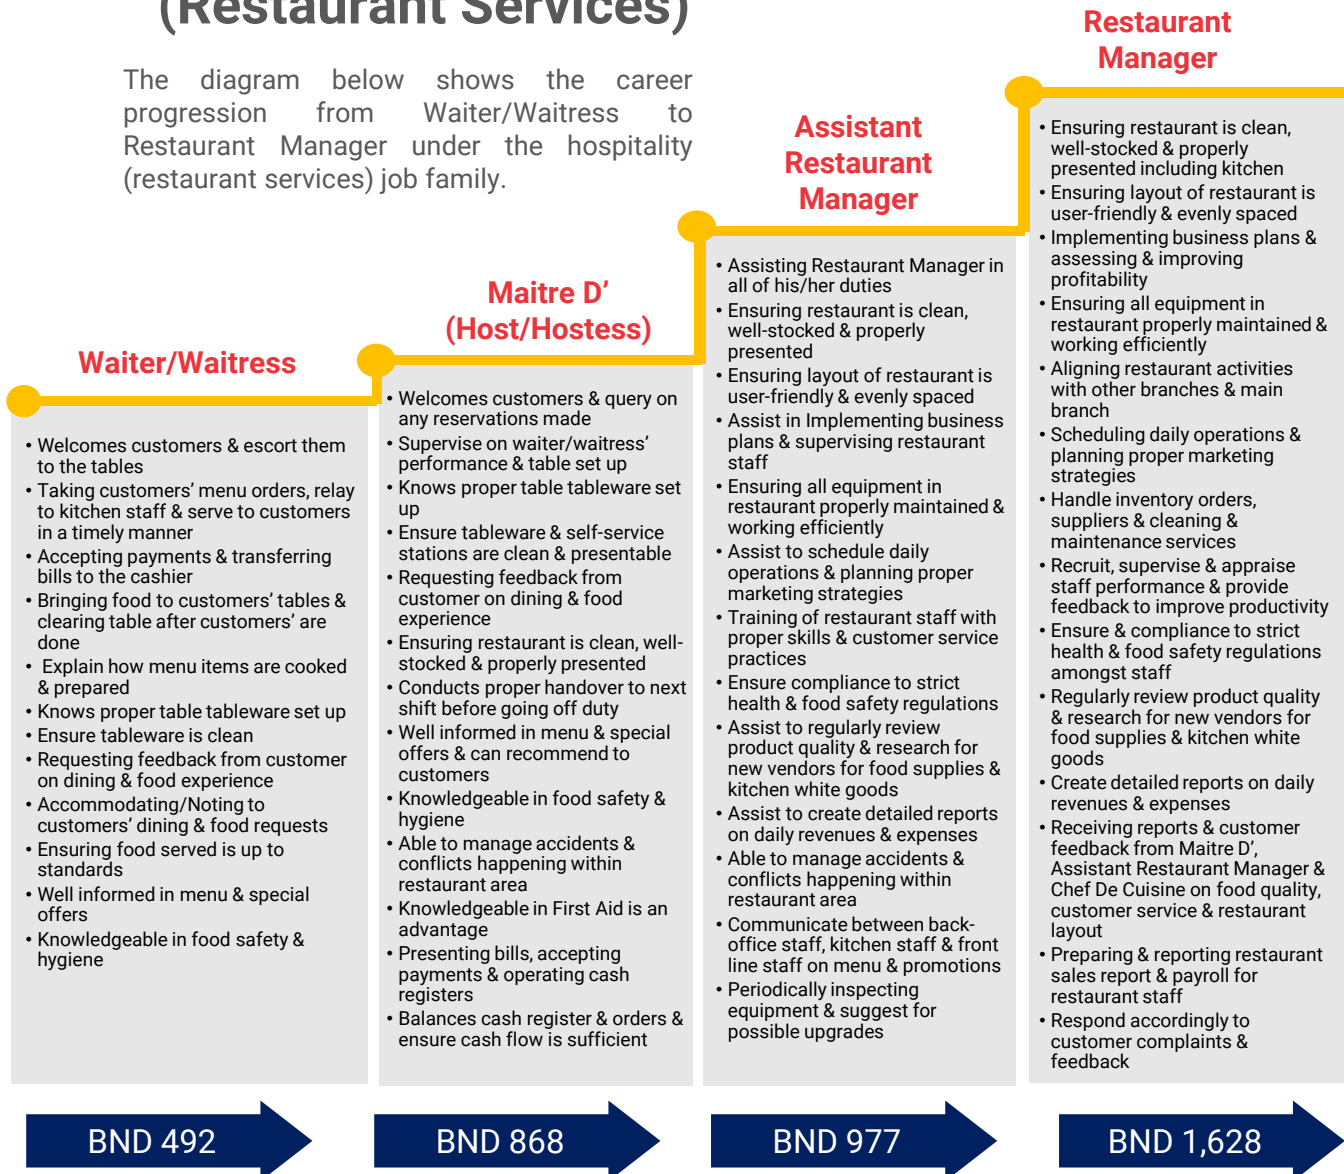 (Restaurant Services)
The diagram below shows the career
progression from Waiter/Waitress to
Restaurant Manager under the hospitality
(restaurant services) job family.
Waiter/Waitress
• Welcomes customers & escort them
to the tables
• Taking customers’ menu orders, relay
to kitchen staff & serve to customers
in a timely manner
• Accepting payments & transferring
bills to the cashier
• Bringing food to customers’ tables &
clearing table after customers’ are
done
• Explain how menu items are cooked
& prepared
• Knows proper table tableware set up
• Ensure tableware is clean
• Requesting feedback from customer
on dining & food experience
• Accommodating/Noting to
customers’ dining & food requests
• Ensuring food served is up to
standards
• Well informed in menu & special
offers
• Knowledgeable in food safety &
hygiene
BND 492
Maitre D’
(Host/Hostess)
• Welcomes customers & query on
any reservations made
• Supervise on waiter/waitress’
performance & table set up
• Knows proper table tableware set
up
• Ensure tableware & self-service
stations are clean & presentable
• Requesting feedback from
customer on dining & food
experience
• Ensuring restaurant is clean, well-
stocked & properly presented
• Conducts proper handover to next
shift before going off duty
• Well informed in menu & special
offers & can recommend to
customers
• Knowledgeable in food safety &
hygiene
• Able to manage accidents &
conflicts happening within
restaurant area
• Knowledgeable in First Aid is an
advantage
• Presenting bills, accepting
payments & operating cash
registers
• Balances cash register & orders &
ensure cash flow is sufficient
BND 868
Assistant
Restaurant
Manager
• Assisting Restaurant Manager in
all of his/her duties
• Ensuring restaurant is clean,
well-stocked & properly
presented
• Ensuring layout of restaurant is
user-friendly & evenly spaced
• Assist in Implementing business
plans & supervising restaurant
staff
• Ensuring all equipment in
restaurant properly maintained &
working efficiently
• Assist to schedule daily
operations & planning proper
marketing strategies
• Training of restaurant staff with
proper skills & customer service
practices
• Ensure compliance to strict
health & food safety regulations
• Assist to regularly review
product quality & research for
new vendors for food supplies &
kitchen white goods
• Assist to create detailed reports
on daily revenues & expenses
• Able to manage accidents &
conflicts happening within
restaurant area
• Communicate between back-
office staff, kitchen staff & front
line staff on menu & promotions
• Periodically inspecting
equipment & suggest for
possible upgrades
BND 977
Restaurant
Manager
• Ensuring restaurant is clean,
well-stocked & properly
presented including kitchen
• Ensuring layout of restaurant is
user-friendly & evenly spaced
• Implementing business plans &
assessing & improving
profitability
• Ensuring all equipment in
restaurant properly maintained &
working efficiently
• Aligning restaurant activities
with other branches & main
branch
• Scheduling daily operations &
planning proper marketing
strategies
• Handle inventory orders,
suppliers & cleaning &
maintenance services
• Recruit, supervise & appraise
staff performance & provide
feedback to improve productivity
• Ensure & compliance to strict
health & food safety regulations
amongst staff
• Regularly review product quality
& research for new vendors for
food supplies & kitchen white
goods
• Create detailed reports on daily
revenues & expenses
• Receiving reports & customer
feedback from Maitre D’,
Assistant Restaurant Manager &
Chef De Cuisine on food quality,
customer service & restaurant
layout
• Preparing & reporting restaurant
sales report & payroll for
restaurant staff
• Respond accordingly to
customer complaints &
feedback
BND 1,628